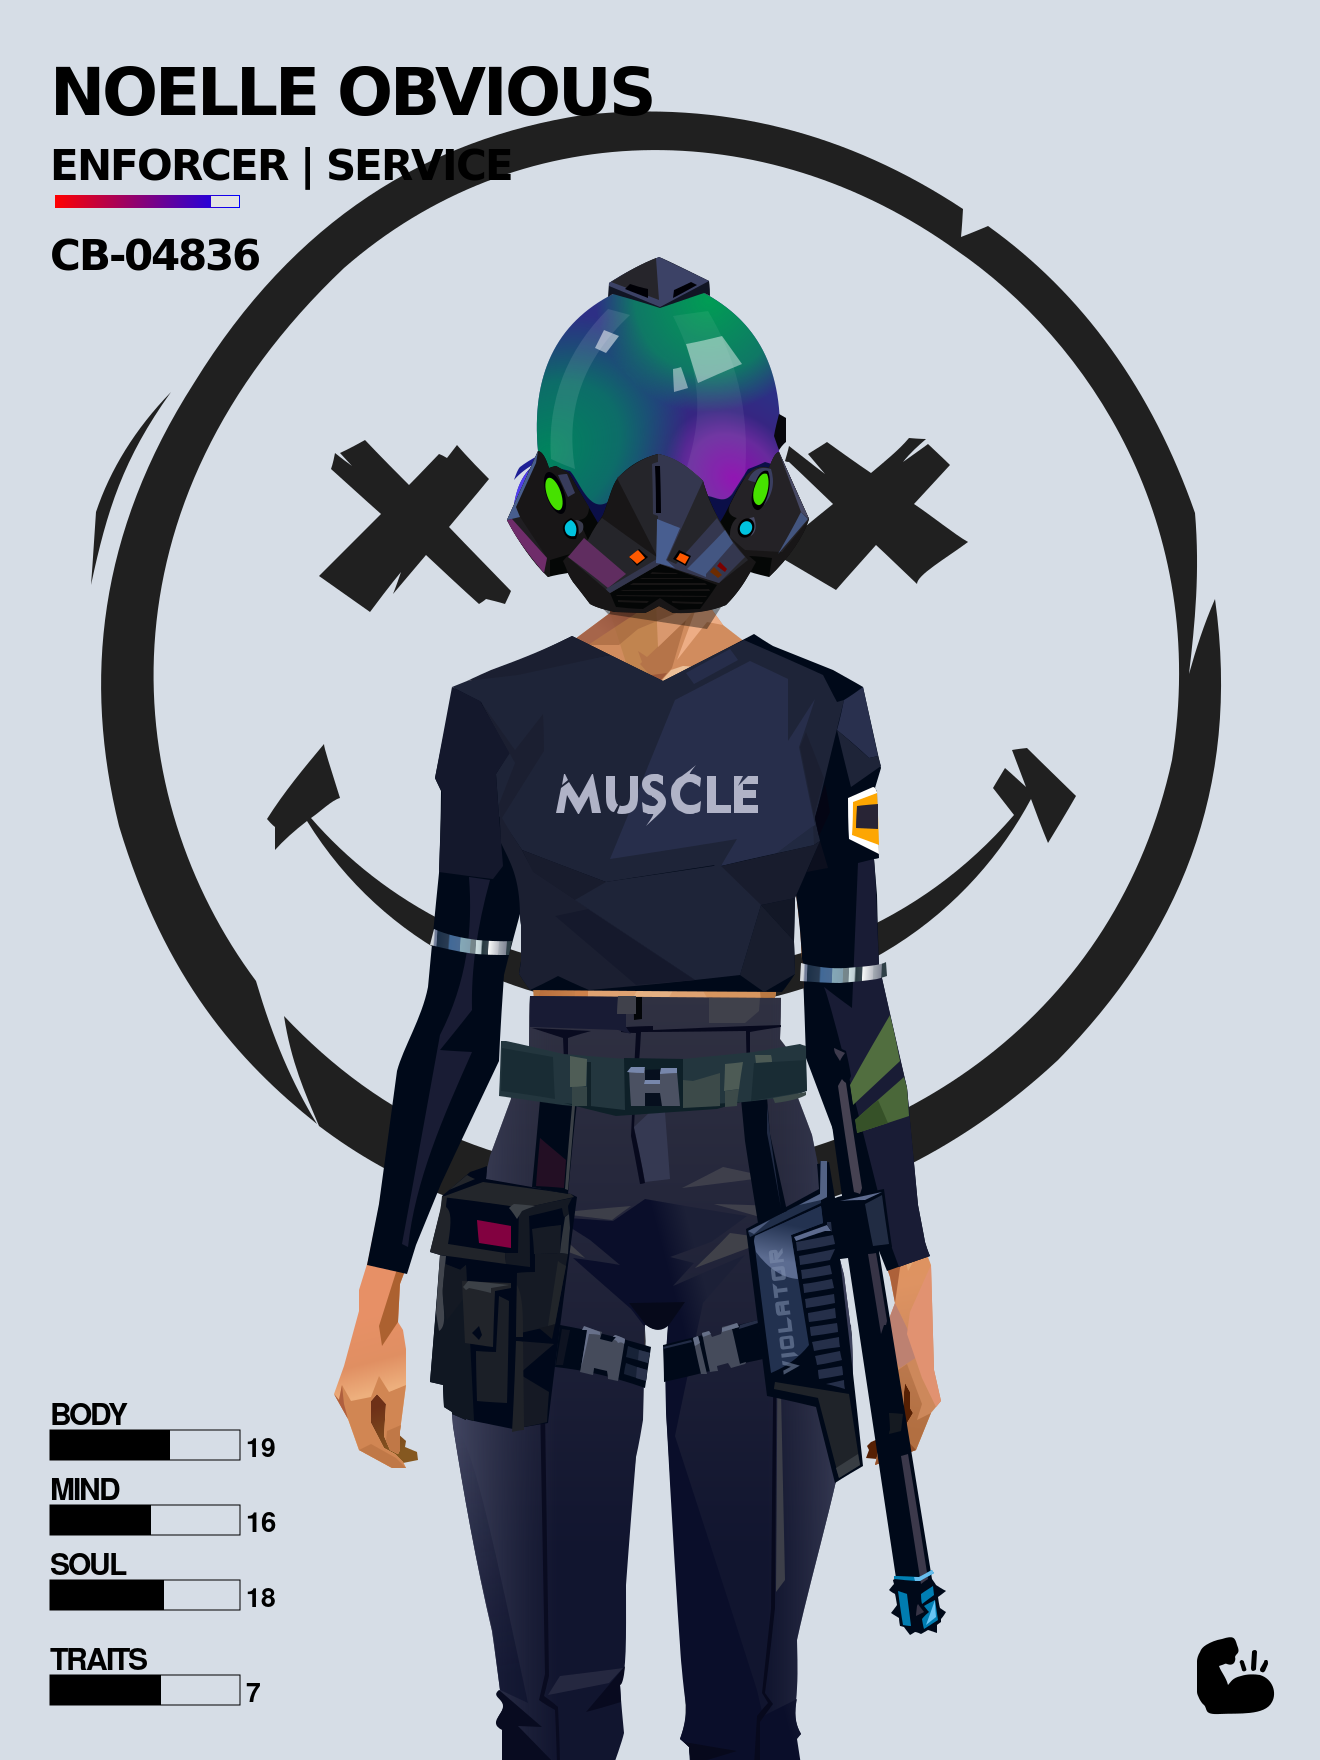 NOELLE OBVIOUS
ENFORCER | SERVICE
CB-04836
MUSCLE
VIOLATOR
BODY
19
MIND
16
SOUL
18
TRAITS
7